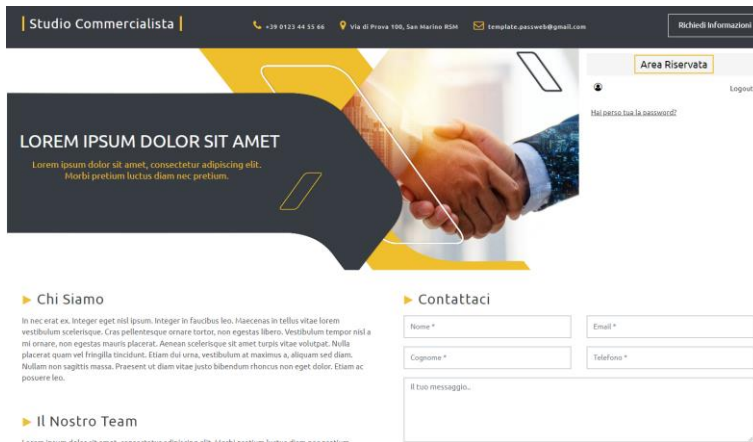 Studio Commercialista
+39 0123 44 55 66
Via di Prova 100, San Marino RSM
template.passweb@gmail.com
Richiedi Informazioni
Area Riservata
Logout
Hai perso tua la password?
LOREM IPSUM DOLOR SIT AMET
Lorem ipsum dolor sit amet, consectetur adipiscing elit.
Morbi pretium luctus diam nec pretium.
Chi Siamo
In nec erat ex. Integer eget nisl ipsum. Integer in faucibus leo. Maecenas in tellus vitae lorem
vestibulum scelerisque. Cras pellentesque ornare tortor, non egestas libero. Vestibulum tempor nisl a
mi ornare, non egestas mauris placerat. Aenean scelerisque sit amet turpis vitae volutpat. Nulla
placerat quam vel fringilla tincidunt. Etiam dui urna, vestibulum at maximus a, aliquam sed diam.
Nullam non sagittis massa. Praesent ut diam vitae justo bibendum rhoncus non eget dolor. Etiam ac
posuere leo.
Il Nostro Team
Contattaci
Nome *
Email *
Cognome *
Telefono *
Il tuo messaggio..